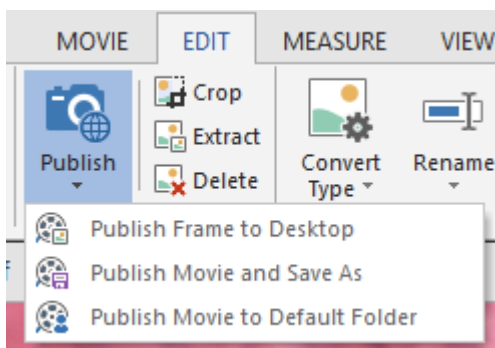 MOVIE EDIT MEASURE VIEW
Publish
Crop
Extract
Delete
Convert
Type
Rename
Publish Frame to Desktop
Publish Movie and Save As
Publish Movie to Default Folder